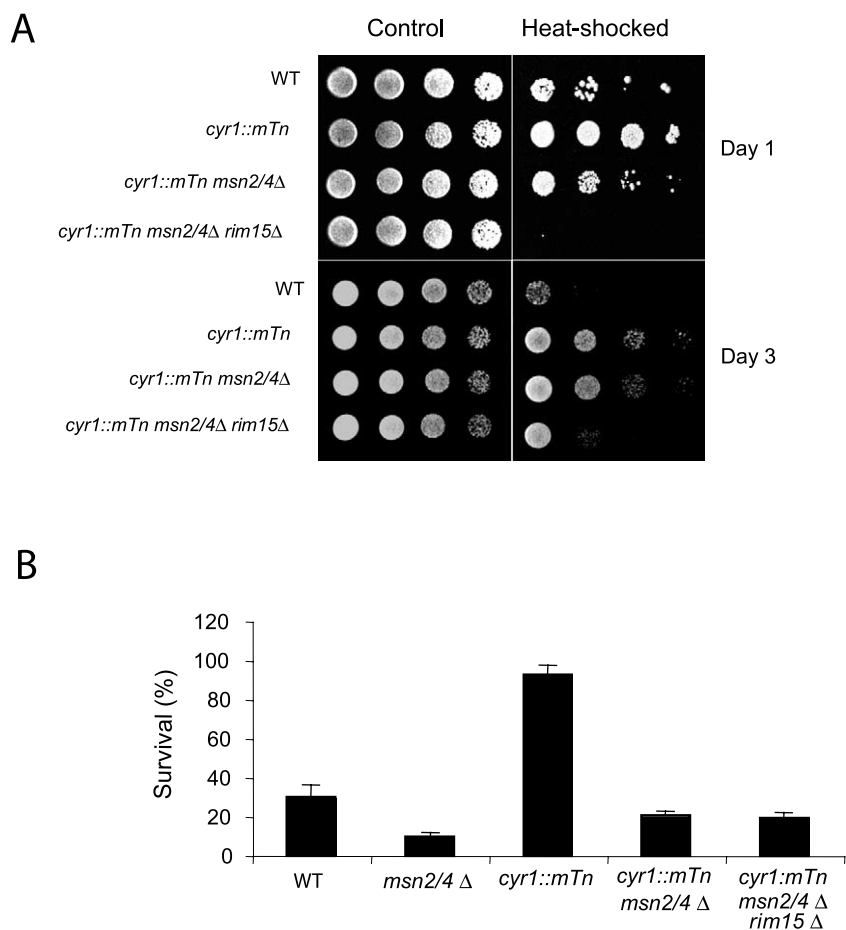 A
Control Heat-shocked
WT
cyr1::mTn
cyr1::mTn msn2/4Δ
cyr1::mTn msn2/4Δ rim15Δ
Day 1
WT
cyr1::mTn
cyr1::mTn msn2/4Δ
cyr1::mTn msn2/4Δ rim15Δ
Day 3
B
Survival (%)
120
100
80
60
40
20
0
WT
msn2/4 Δ
cyr1::mTn
cyr1::mTn
msn2/4 Δ
cyr1:mTn
msn2/4 Δ
rim15 Δ